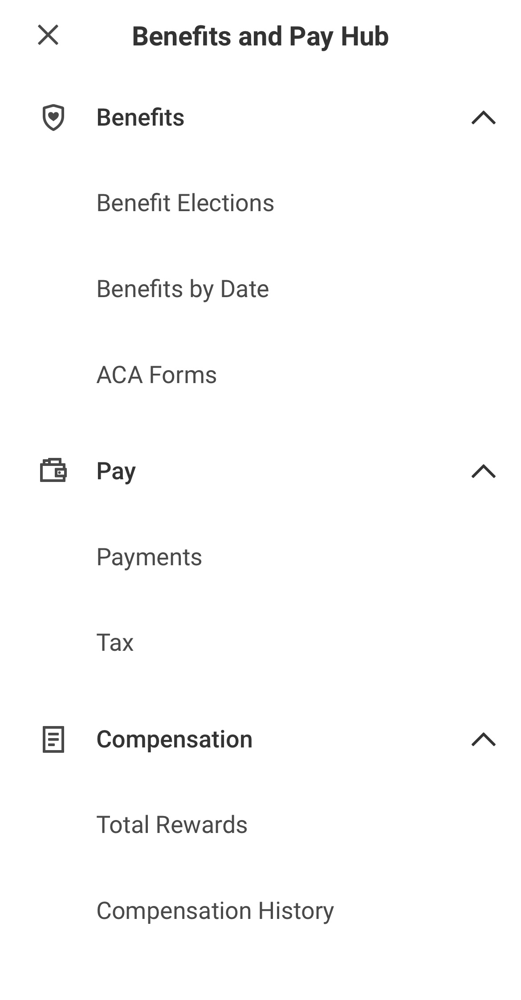 Benefits and Pay Hub
Benefits
Benefit Elections
Benefits by Date
ACA Forms
Pay
Payments
Tax
Compensation
Total Rewards
Compensation History